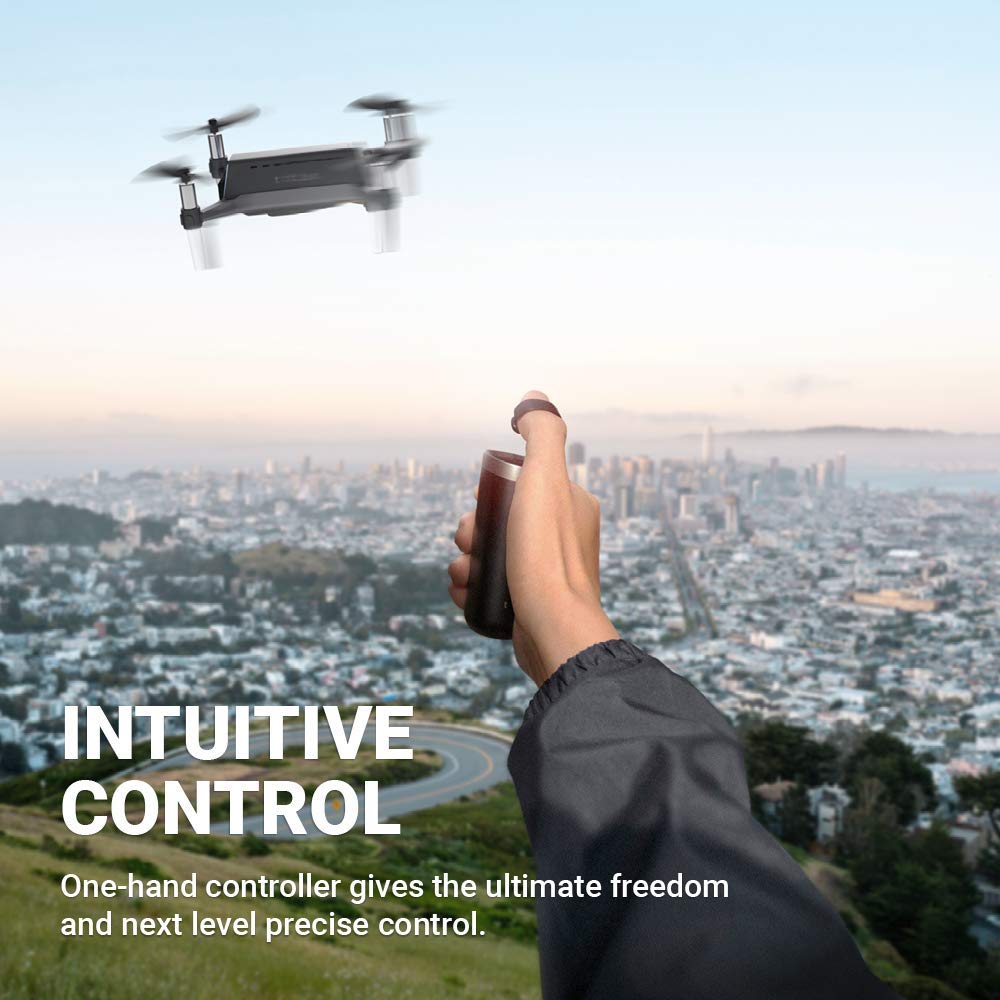 INTUITIVE
CONTROL
One-hand controller gives the ultimate freedom
and next level precise control.